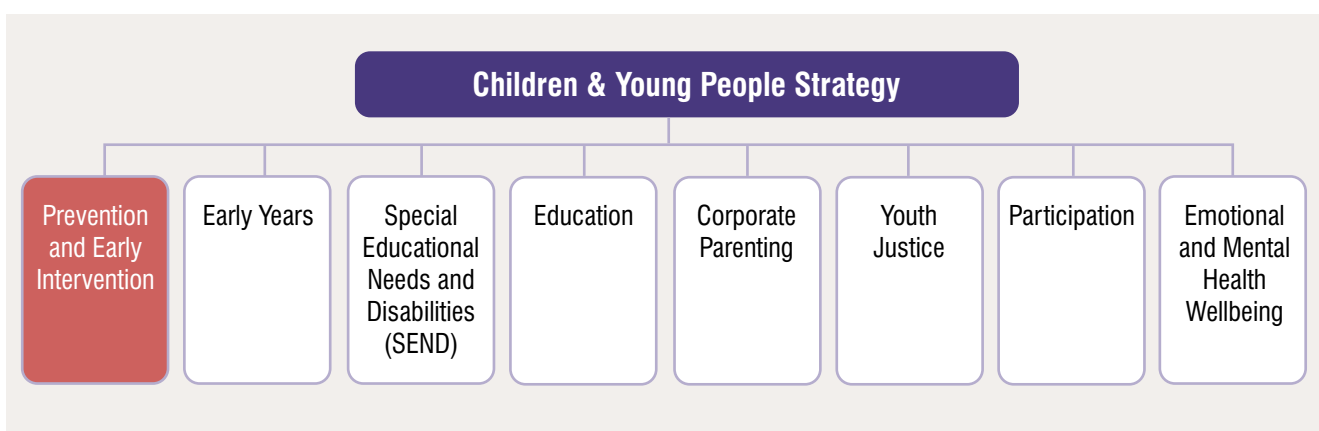 Children & Young People Strategy
Prevention
and Early
Intervention
Early Years
Special
Educational
Needs and
Disabilities
(SEND)
Education
Corporate
Parenting
Youth
Justice
Participation
Emotional
and Mental
Health
Wellbeing